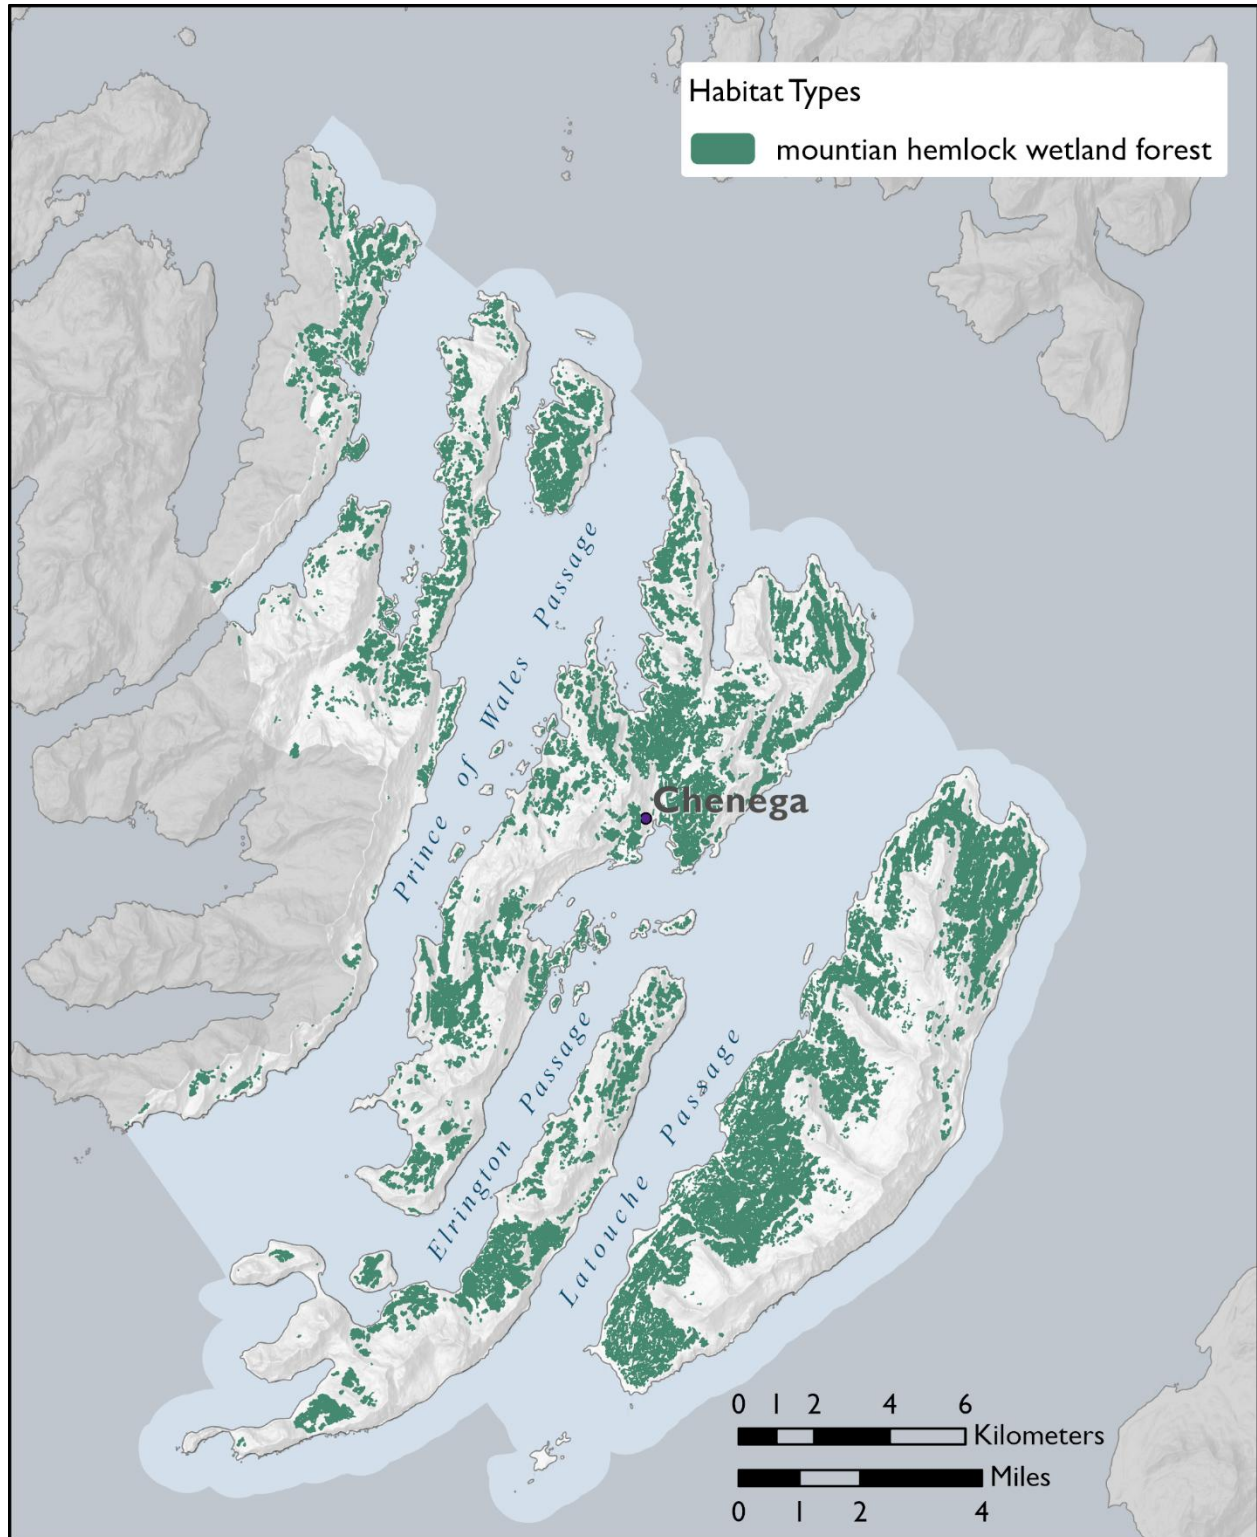 Habitat Types
mountian hemlock wetland forest
Prince of Wales Passage
Chenega
Elrington Passage
Latouche Passage
0 1 2 4 6
Kilometers
Miles
0 1 2 4